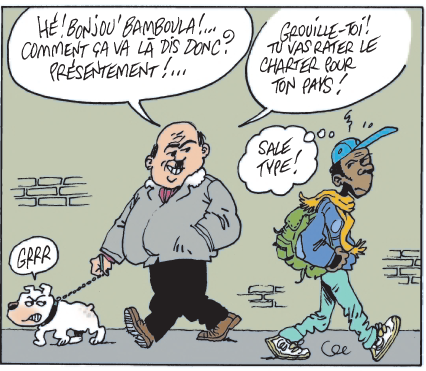 HÉ! BONJOU' BAMBOULA!...
COMMENT ÇA VA LÀ DIS DONC?
PRÉSENTEMENT!...
GROUILLE-TOI!
TU VAS RATER LE
CHARTER POUR
TON PAYS!
SALE
TYPE!
GRRR